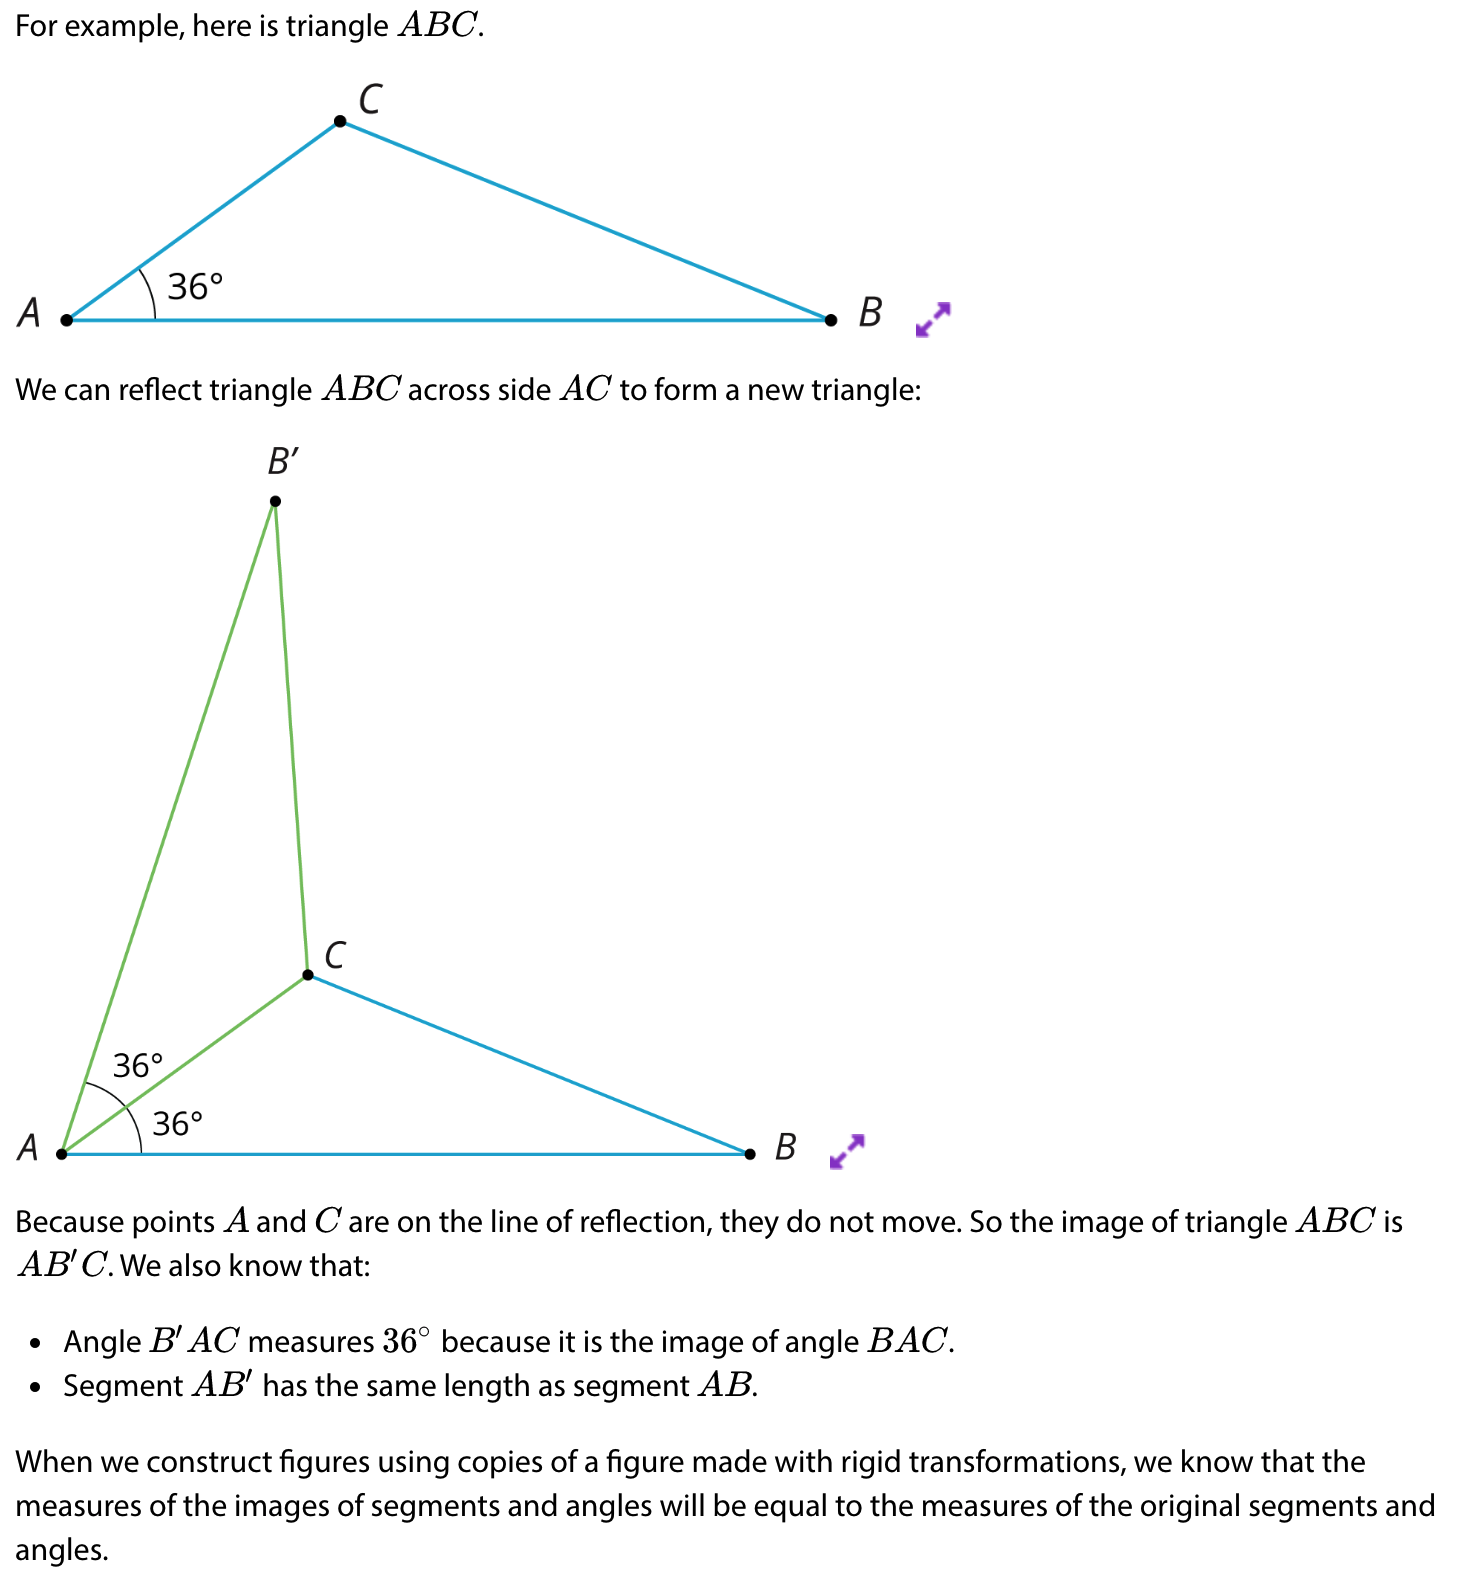 For example, here is triangle ABC.
C
36°
A
B
We can reflect triangle ABC across side AC to form a new triangle:
B′
C
36°
36°
A
B
Because points A and C are on the line of reflection, they do not move. So the image of triangle ABC is
AB′C. We also know that:
• Angle B′AC measures 36° because it is the image of angle BAC.
• Segment AB′ has the same length as segment AB.
When we construct figures using copies of a figure made with rigid transformations, we know that the
measures of the images of segments and angles will be equal to the measures of the original segments and
angles.